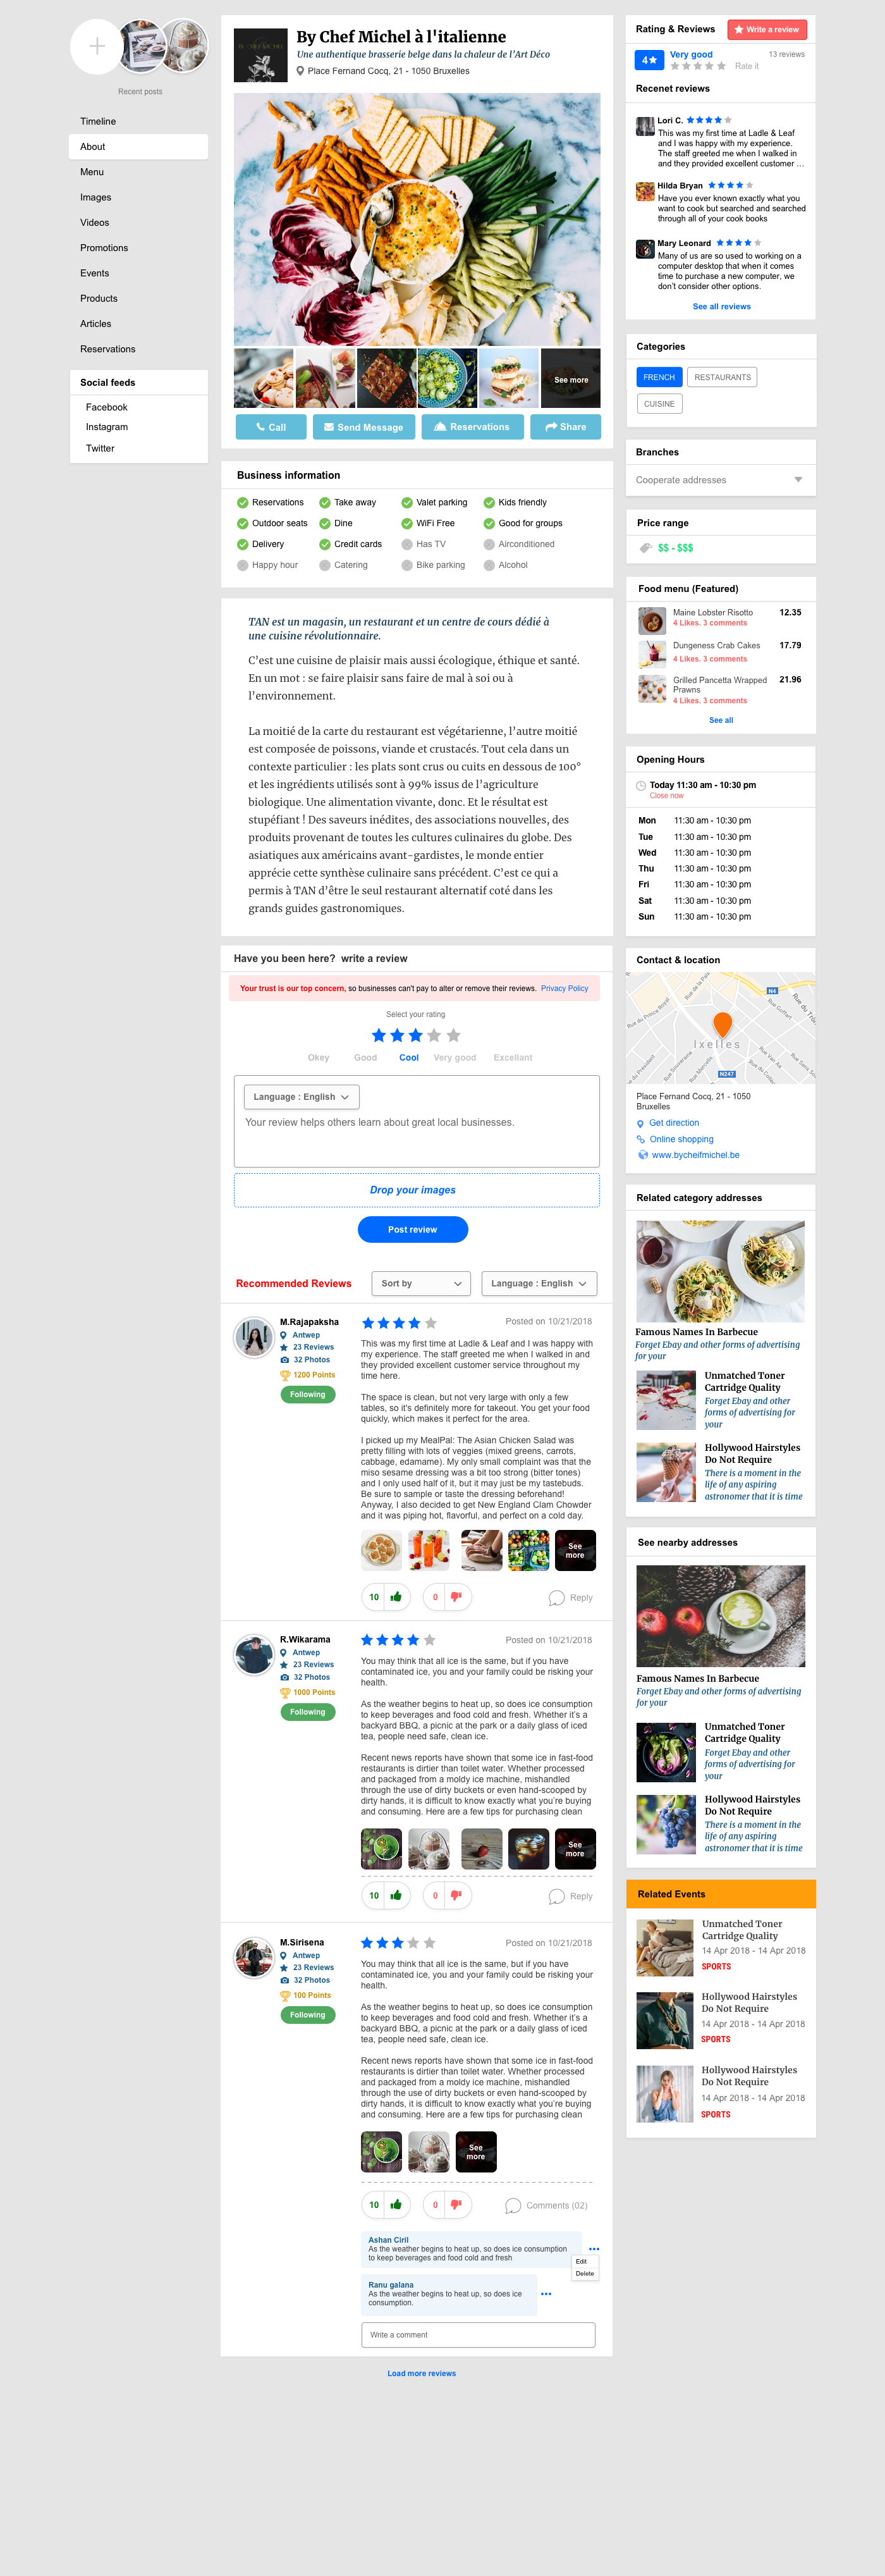 Recent posts
Timeline
About
Menu
Images
Videos
Promotions
Events
Products
Articles
Reservations
Social feeds
Facebook
Instagram
Twitter
By Chef Michel à l'italienne
Une authentique brasserie belge dans la chaleur de l'Art Déco
Place Fernand Cocq, 21 - 1050 Bruxelles
See more
Call
Send Message
Reservations
Share
Business information
Reservations
Take away
Valet parking
Kids friendly
Outdoor seats
Dine
WiFi Free
Good for groups
Delivery
Credit cards
Has TV
Airconditioned
Happy hour
Catering
Bike parking
Alcohol
TAN est un magasin, un restaurant et un centre de cours dédié à
une cuisine révolutionnaire.
C'est une cuisine de plaisir mais aussi écologique, éthique et santé.
En un mot : se faire plaisir sans faire de mal à soi ou à
l'environnement.
La moitié de la carte du restaurant est végétarienne, l'autre moitié
est composée de poissons, viande et crustacés. Tout cela dans un
contexte particulier : les plats sont crus ou cuits en dessous de 100°
et les ingrédients utilisés sont à 99% issus de l'agriculture
biologique. Une alimentation vivante, donc. Et le résultat est
stupéfiant ! Des saveurs inédites, des associations nouvelles, des
produits provenant de toutes les cultures culinaires du globe. Des
asiatiques aux américains avant-gardistes, le monde entier
apprécie cette synthèse culinaire sans précédent. C'est ce qui a
permis à TAN d'être le seul restaurant alternatif coté dans les
grands guides gastronomiques.
Have you been here? write a review
Your trust is our top concern, so businesses can't pay to alter or remove their reviews. Privacy Policy
Select your rating
Okey
Good
Cool
Very good
Excellant
Language : English
Your review helps others learn about great local businesses.
Drop your images
Post review
Recommended Reviews
Sort by
Language : English
M.Rajapaksha
Antwep
23 Reviews
32 Photos
1200 Points
Following
Posted on 10/21/2018
This was my first time at Ladle & Leaf and I was happy with
my experience. The staff greeted me when I walked in and
they provided excellent customer service throughout my
time here.
The space is clean, but not very large with only a few
tables, so it's definitely more for takeout. You get your food
quickly, which makes it perfect for the area.
I picked up my MealPal: The Asian Chicken Salad was
pretty filling with lots of veggies (mixed greens, carrots,
cabbage, edamame). My only small complaint was that the
miso sesame dressing was a bit too strong (bitter tones)
and I only used half of it, but it may just be my tastebuds.
Be sure to sample or taste the dressing beforehand!
Anyway, I also decided to get New England Clam Chowder
and it was piping hot, flavorful, and perfect on a cold day.
See
more
10
0
Reply
R.Wikarama
Antwep
23 Reviews
32 Photos
1000 Points
Following
Posted on 10/21/2018
You may think that all ice is the same, but if you have
contaminated ice, you and your family could be risking your
health.
As the weather begins to heat up, so does ice consumption
to keep beverages and food cold and fresh. Whether it's a
backyard BBQ, a picnic at the park or a daily glass of iced
tea, people need safe, clean ice.
Recent news reports have shown that some ice in fast-food
restaurants is dirtier than toilet water. Whether processed
and packaged from a moldy ice machine, mishandled
through the use of dirty buckets or even hand-scooped by
dirty hands, it is difficult to know exactly what you're buying
and consuming. Here are a few tips for purchasing clean
See
more
10
0
Reply
M.Sirisena
Antwep
23 Reviews
32 Photos
100 Points
Following
Posted on 10/21/2018
You may think that all ice is the same, but if you have
contaminated ice, you and your family could be risking your
health.
As the weather begins to heat up, so does ice consumption
to keep beverages and food cold and fresh. Whether it's a
backyard BBQ, a picnic at the park or a daily glass of iced
tea, people need safe, clean ice.
Recent news reports have shown that some ice in fast-food
restaurants is dirtier than toilet water. Whether processed
and packaged from a moldy ice machine, mishandled
through the use of dirty buckets or even hand-scooped by
dirty hands, it is difficult to know exactly what you're buying
and consuming. Here are a few tips for purchasing clean
See
more
10
0
Comments (02)
Ashan Ciril
As the weather begins to heat up, so does ice consumption
to keep beverages and food cold and fresh
Edit
Delete
Ranu galana
As the weather begins to heat up, so does ice
consumption.
Write a comment
Load more reviews
Rating & Reviews
Write a review
4
Very good
13 reviews
Rate it
Recenet reviews
Lori C.
This was my first time at Ladle & Leaf
and I was happy with my experience.
The staff greeted me when I walked in
and they provided excellent customer ...
Hilda Bryan
Have you ever known exactly what you
want to cook but searched and searched
through all of your cook books
Mary Leonard
Many of us are so used to working on a
computer desktop that when it comes
time to purchase a new computer, we
don't consider other options.
See all reviews
Categories
FRENCH
RESTAURANTS
CUISINE
Branches
Cooperate addresses
Price range
$$ - $$$
Food menu (Featured)
Maine Lobster Risotto
12.35
4 Likes. 3 comments
Dungeness Crab Cakes
17.79
4 Likes. 3 comments
Grilled Pancetta Wrapped
Prawns
21.96
4 Likes. 3 comments
See all
Opening Hours
Today 11:30 am - 10:30 pm
Close now
Mon 11:30 am - 10:30 pm
Tue 11:30 am - 10:30 pm
Wed 11:30 am - 10:30 pm
Thu 11:30 am - 10:30 pm
Fri 11:30 am - 10:30 pm
Sat 11:30 am - 10:30 pm
Sun 11:30 am - 10:30 pm
Contact & location
N4
Ixelles
N247
Place Fernand Cocq, 21 - 1050
Bruxelles
Get direction
Online shopping
www.bycheifmichel.be
Related category addresses
Famous Names In Barbecue
Forget Ebay and other forms of advertising
for your
Unmatched Toner
Cartridge Quality
Forget Ebay and other
forms of advertising for
your
Hollywood Hairstyles
Do Not Require
There is a moment in the
life of any aspiring
astronomer that it is time
See nearby addresses
Famous Names In Barbecue
Forget Ebay and other forms of advertising
for your
Unmatched Toner
Cartridge Quality
Forget Ebay and other
forms of advertising for
your
Hollywood Hairstyles
Do Not Require
There is a moment in the
life of any aspiring
astronomer that it is time
Related Events
Unmatched Toner
Cartridge Quality
14 Apr 2018 - 14 Apr 2018
SPORTS
Hollywood Hairstyles
Do Not Require
14 Apr 2018 - 14 Apr 2018
SPORTS
Hollywood Hairstyles
Do Not Require
14 Apr 2018 - 14 Apr 2018
SPORTS